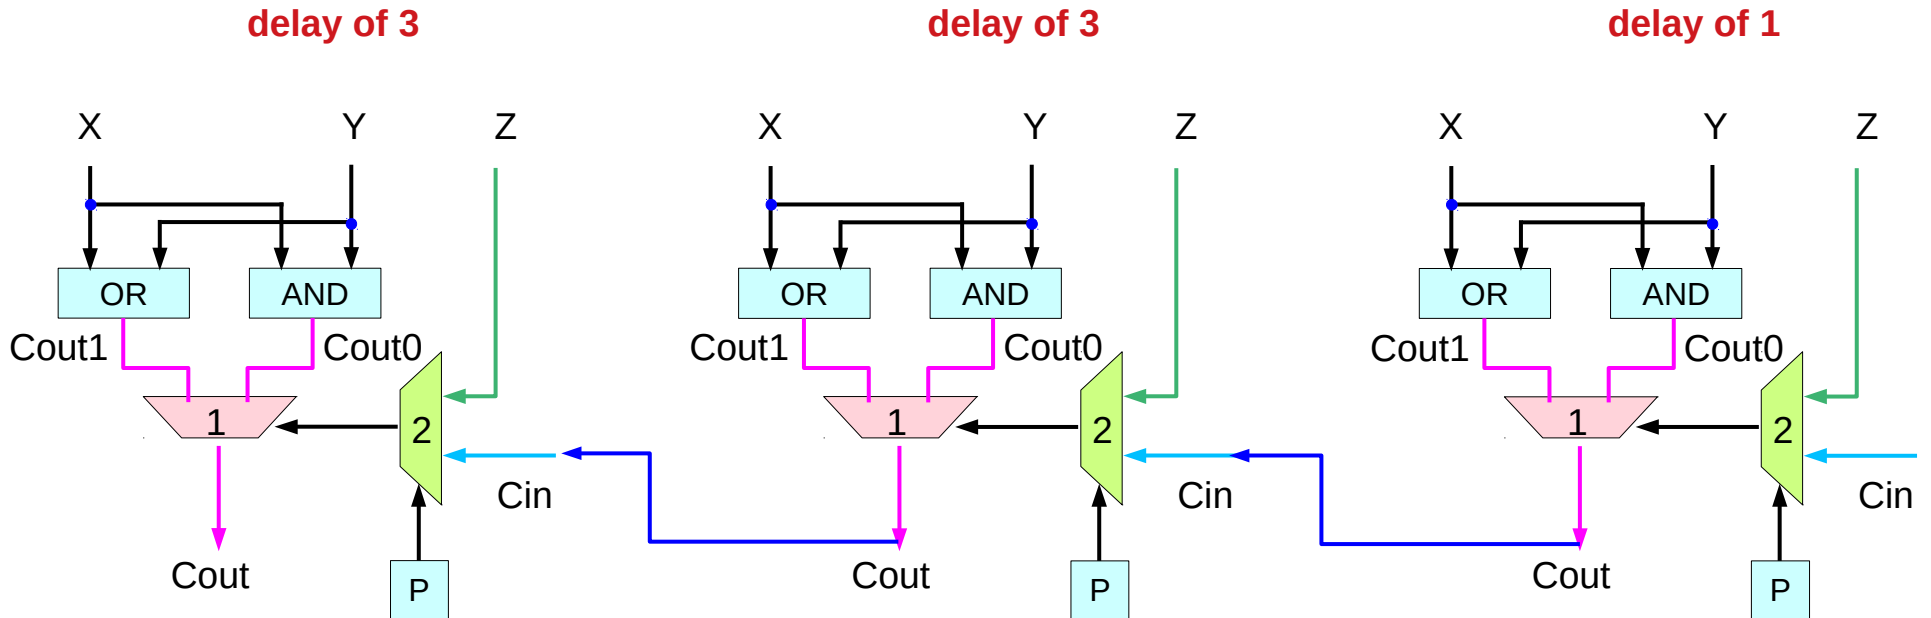 delay of 3
delay of 3
delay of 1
X Y Z
X Y Z
X Y Z
OR AND
OR AND
OR AND
Cout1 Cout0
Cout1 Cout0
Cout1 Cout0
1 2
1 2
1 2
Cin
Cin
Cin
Cout P
Cout P
Cout P